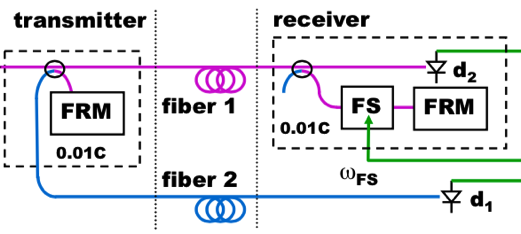 transmitter
receiver
FRM
0.01C
fiber 1
0.01C
FS
FRM
d2
ωFS
fiber 2
d1